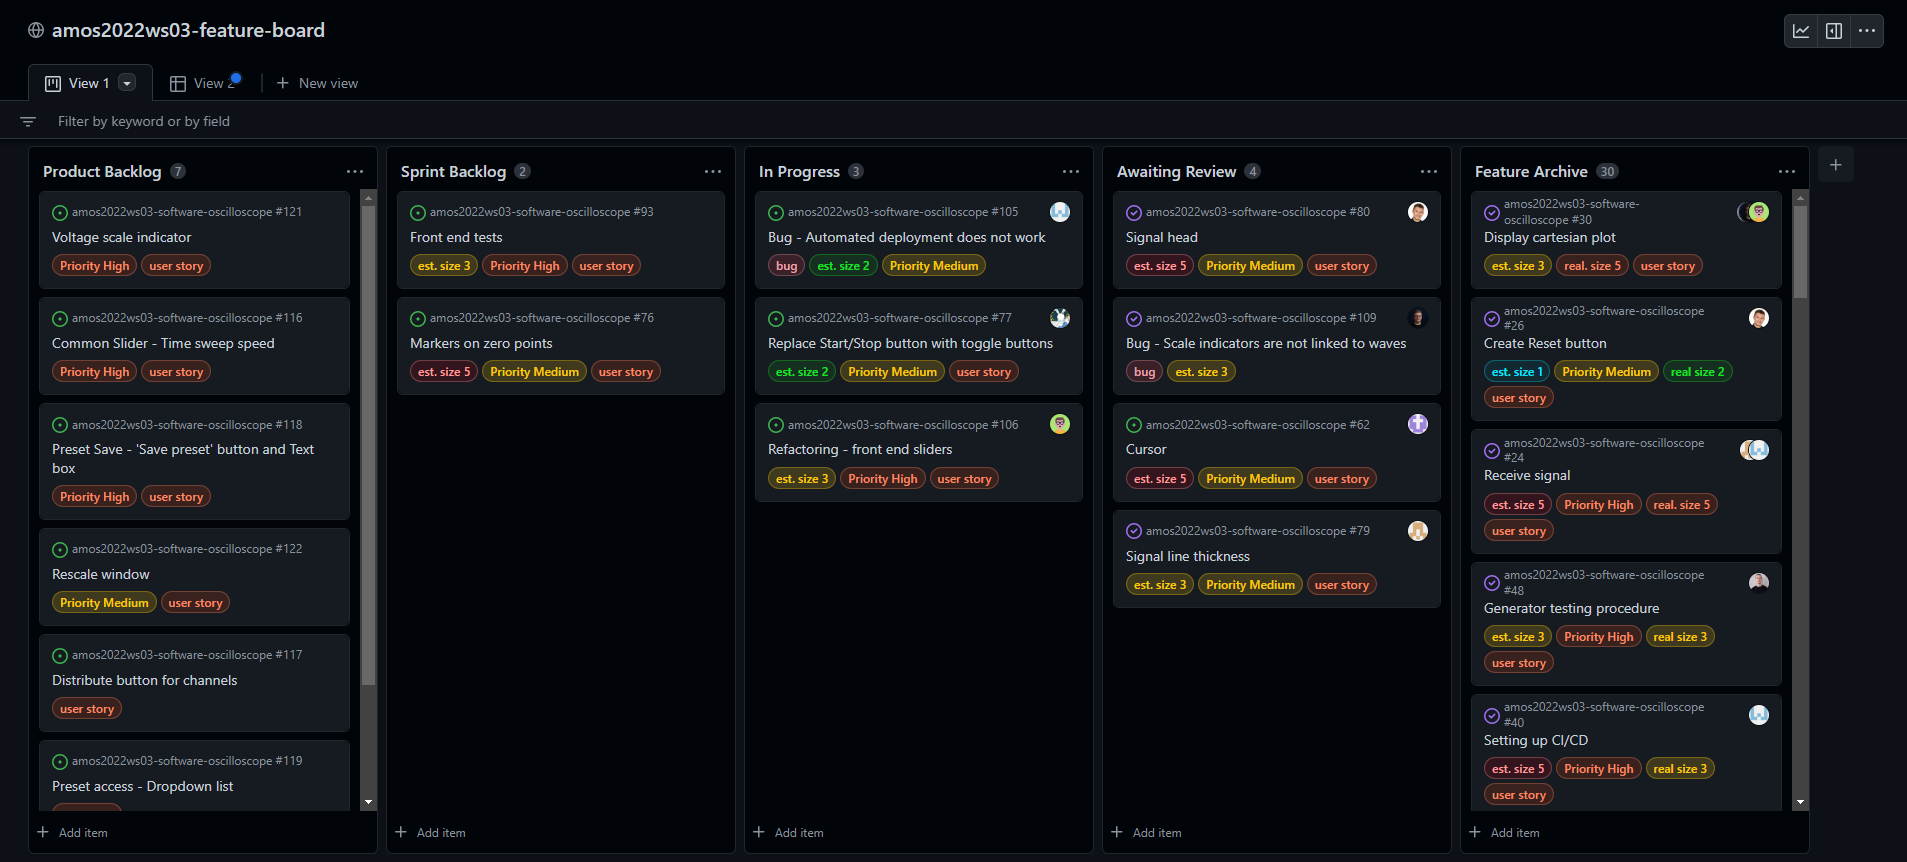 amos2022ws03-feature-board
View 1
View 2
New view
Filter by keyword or by field
Product Backlog 7
amos2022ws03-software-oscilloscope #121
Voltage scale indicator
Priority High user story
amos2022ws03-software-oscilloscope #116
Common Slider - Time sweep speed
Priority High user story
amos2022ws03-software-oscilloscope #118
Preset Save - 'Save preset' button and Text
box
Priority High user story
amos2022ws03-software-oscilloscope #122
Rescale window
Priority Medium user story
amos2022ws03-software-oscilloscope #117
Distribute button for channels
user story
amos2022ws03-software-oscilloscope #119
Preset access - Dropdown list
Add item
Sprint Backlog 2
amos2022ws03-software-oscilloscope #93
Front end tests
est. size 3 Priority High user story
amos2022ws03-software-oscilloscope #76
Markers on zero points
est. size 5 Priority Medium user story
Add item
In Progress 3
amos2022ws03-software-oscilloscope #105
Bug - Automated deployment does not work
bug est. size 2 Priority Medium
amos2022ws03-software-oscilloscope #77
Replace Start/Stop button with toggle buttons
est. size 2 Priority Medium user story
amos2022ws03-software-oscilloscope #106
Refactoring - front end sliders
est. size 3 Priority High user story
Add item
Awaiting Review 4
amos2022ws03-software-oscilloscope #80
Signal head
est. size 5 Priority Medium user story
amos2022ws03-software-oscilloscope #109
Bug - Scale indicators are not linked to waves
bug est. size 3
amos2022ws03-software-oscilloscope #62
Cursor
est. size 5 Priority Medium user story
amos2022ws03-software-oscilloscope #79
Signal line thickness
est. size 3 Priority Medium user story
Add item
Feature Archive 30
amos2022ws03-software-
oscilloscope #30
Display cartesian plot
est. size 3 real. size 5 user story
amos2022ws03-software-oscilloscope
#26
Create Reset button
est. size 1 Priority Medium real size 2
user story
amos2022ws03-software-oscilloscope
#24
Receive signal
est. size 5 Priority High real. size 5
user story
amos2022ws03-software-oscilloscope
#48
Generator testing procedure
est. size 3 Priority High real size 3
user story
amos2022ws03-software-oscilloscope
#40
Setting up CI/CD
est. size 5 Priority High real size 3
user story
Add item